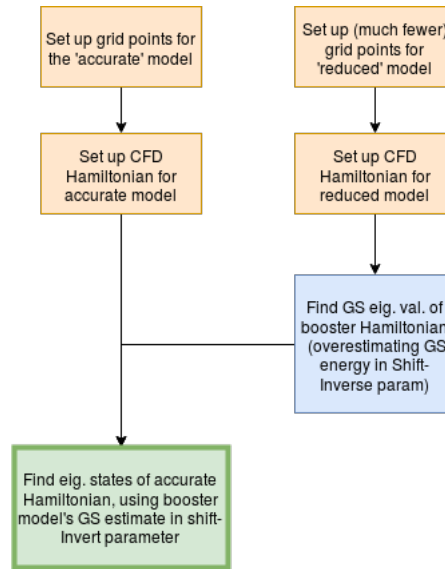 Set up grid points for
the 'accurate' model
Set up (much fewer)
grid points for
'reduced' model
Set up CFD
Hamiltonian for
accurate model
Set up CFD
Hamiltonian for
reduced model
Find GS eig. val. of
booster Hamiltonian
(overestimating GS
energy in Shift-
Inverse param)
Find eig. states of accurate
Hamiltonian, using booster
model's GS estimate in shift-
Invert parameter